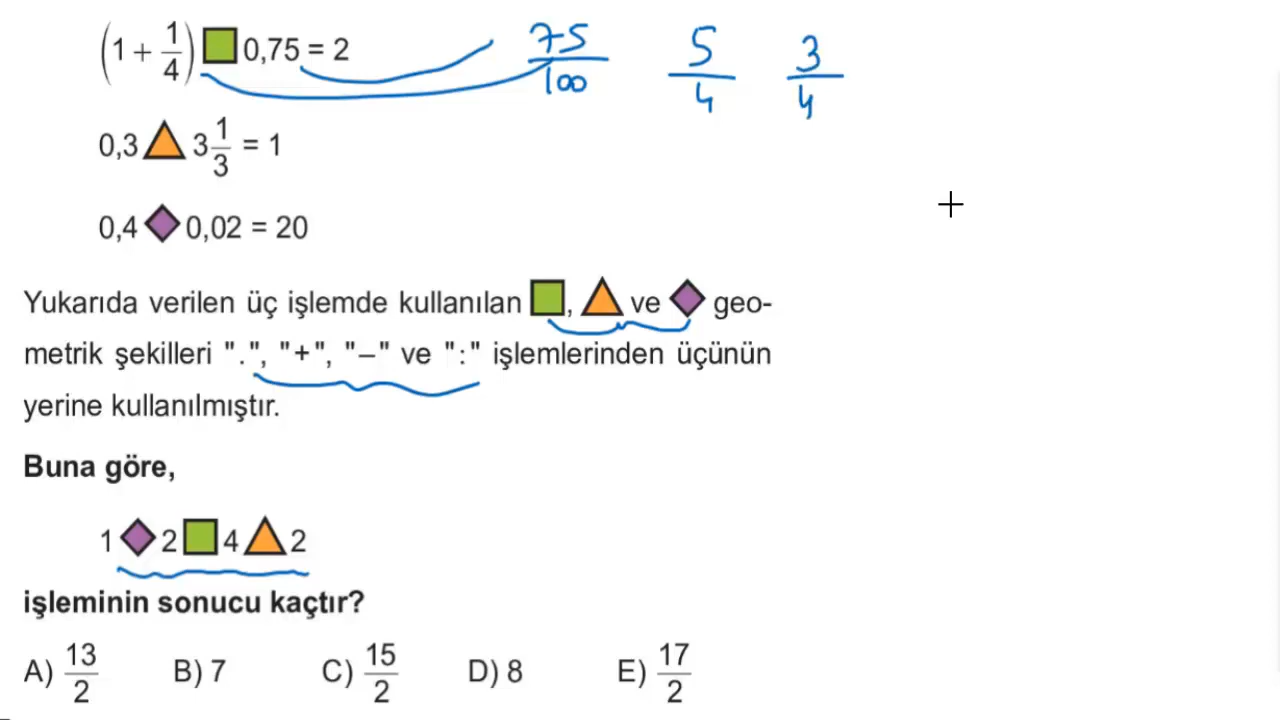 (1 + 1/4) 0,75 = 2
75/100 5/4 3/4
0,3 3 1/3 = 1
0,4 0,02 = 20
Yukarıda verilen üç işlemde kullanılan , ve geo-
metrik şekilleri ".", "+", "–" ve ":" işlemlerinden üçünün
yerine kullanılmıştır.
Buna göre,
1 2 4 2
işleminin sonucu kaçtır?
A) 13/2 B) 7 C) 15/2 D) 8 E) 17/2